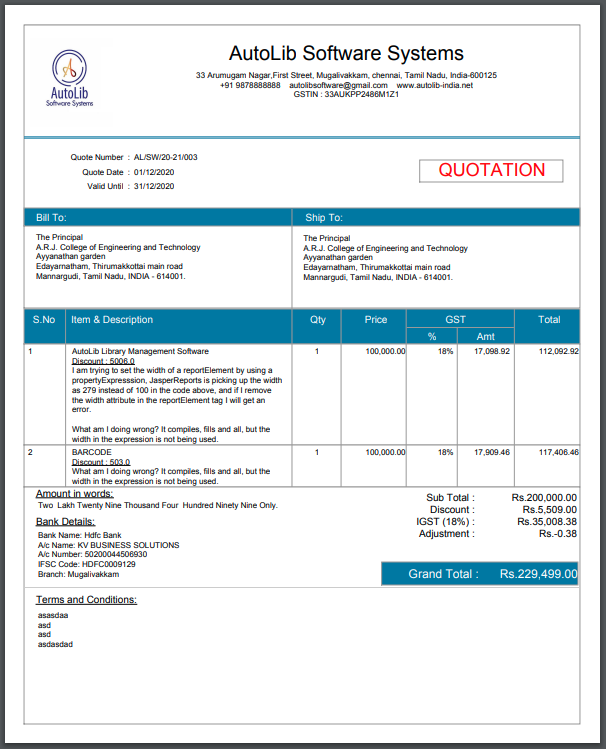 AutoLib
Software Systems
AutoLib Software Systems
33 Arumugam Nagar,First Street, Mugalivakkam, chennai, Tamil Nadu, India-600125
+91 9878888888 autolibsoftware@gmail.com www.autolib-india.net
GSTIN : 33AUKPP2486M1Z1
Quote Number : AL/SW/20-21/003
Quote Date : 01/12/2020
Valid Until : 31/12/2020
QUOTATION
Bill To:
The Principal
A.R.J. College of Engineering and Technology
Ayyanathan garden
Edayarnatham, Thirumakkottai main road
Mannargudi, Tamil Nadu, INDIA - 614001.
Ship To:
The Principal
A.R.J. College of Engineering and Technology
Ayyanathan garden
Edayarnatham, Thirumakkottai main road
Mannargudi, Tamil Nadu, INDIA - 614001.
S.No Item & Description Qty Price GST Total
% Amt
1 AutoLib Library Management Software 1 100,000.00 18% 17,098.92 112,092.92
Discount : 5006.0
I am trying to set the width of a reportElement by using a
propertyExpresssion, JasperReports is picking up the width
as 279 instead of 100 in the code above, and if I remove
the width attribute in the reportElement tag I will get an
error.
What am I doing wrong? It compiles, fills and all, but the
width in the expression is not being used.
2 BARCODE 1 100,000.00 18% 17,909.46 117,406.46
Discount : 503.0
What am I doing wrong? It compiles, fills and all, but the
width in the expression is not being used.
Amount in words:
Two Lakh Twenty Nine Thousand Four Hundred Ninety Nine Only.
Bank Details:
Bank Name: Hdfc Bank
A/c Name: KV BUSINESS SOLUTIONS
A/c Number: 50200044506930
IFSC Code: HDFC0009129
Branch: Mugalivakkam
Sub Total : Rs.200,000.00
Discount : Rs.5,509.00
IGST (18%) : Rs.35,008.38
Adjustment : Rs.-0.38
Grand Total : Rs.229,499.00
Terms and Conditions:
asasdaa
asd
asd
asdasdad